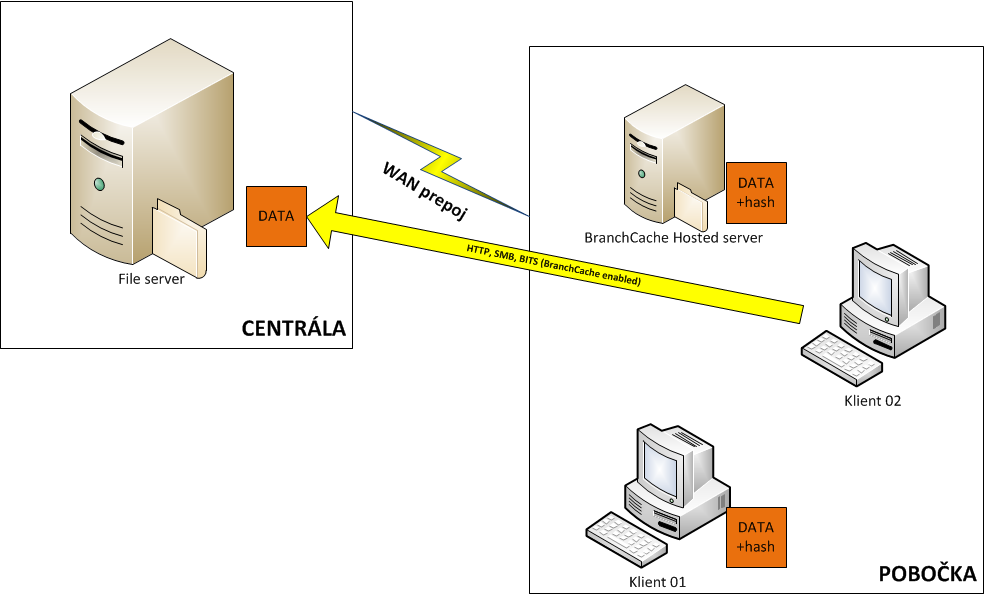 DATA
File server
CENTRÁLA
WAN prepoj
HTTP, SMB, BITS (BranchCache enabled)
DATA
+hash
BranchCache Hosted server
Klient 02
DATA
+hash
Klient 01
POBOČKA